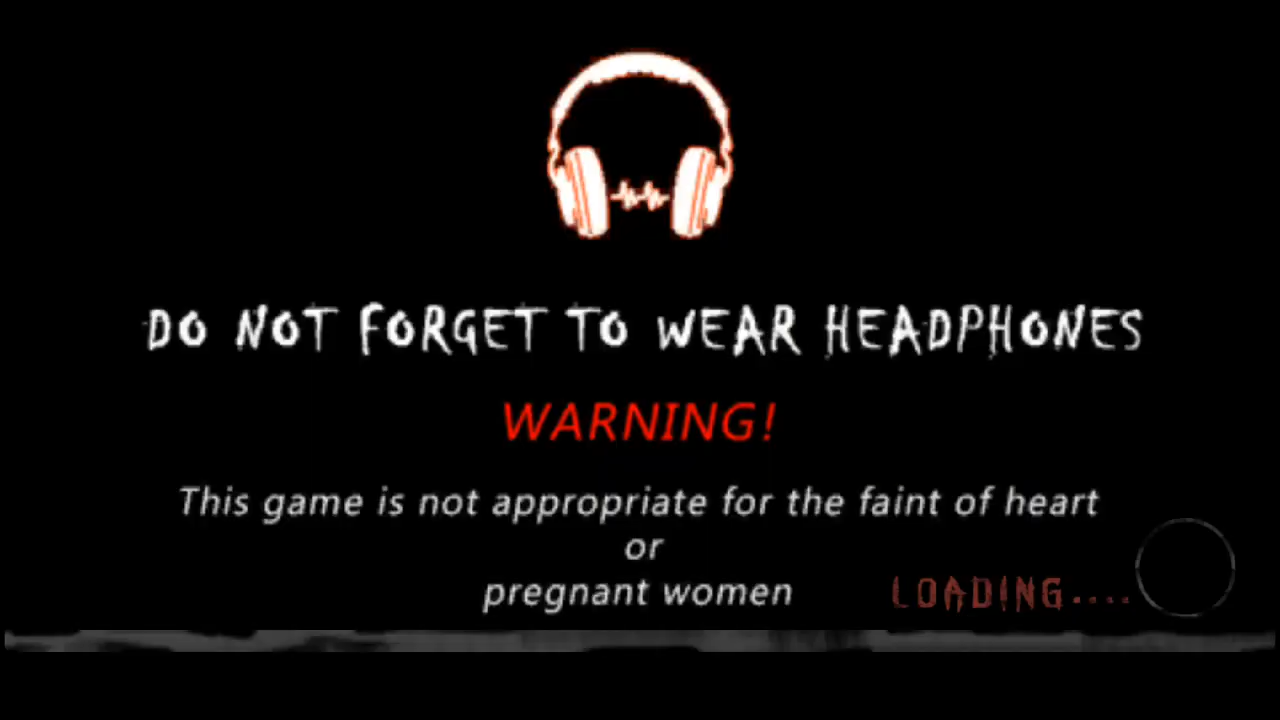 DO NOT FORGET TO WEAR HEADPHONES
WARNING!
This game is not appropriate for the faint of heart
or
pregnant women
LOADING....